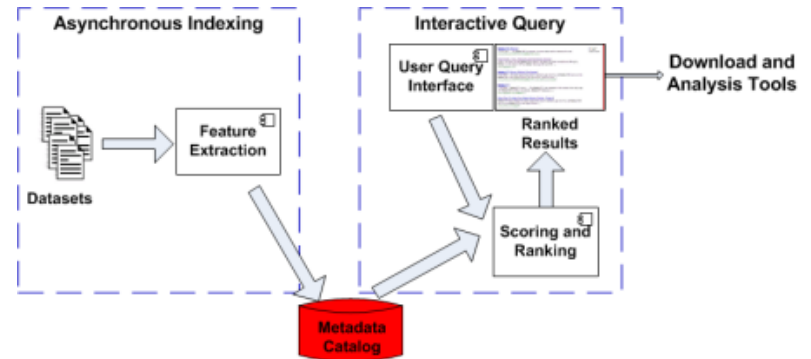 Asynchronous Indexing
Interactive Query
User Query
Interface
Download and
Analysis Tools
Feature
Extraction
Ranked
Results
Datasets
Scoring and
Ranking
Metadata
Catalog